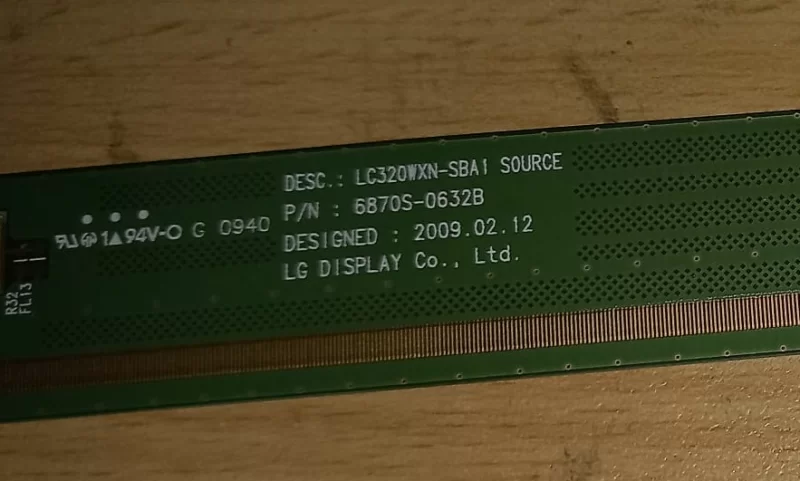 DESC.: LC320WXN-SBA1 SOURCE
P/N : 6870S-0632B
DESIGNED : 2009.02.12
LG DISPLAY Co., Ltd.
1▲94V-0 G 0940
R32
FL13